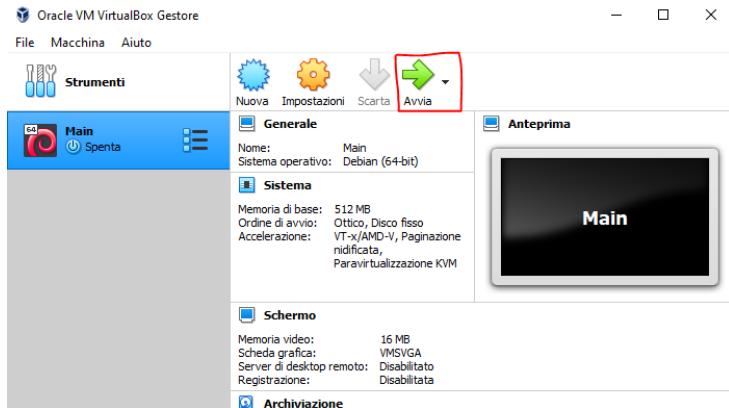 Oracle VM VirtualBox Gestore
File Macchina Aiuto
Strumenti
Nuova Impostazioni Scarta Avvia
64
Main
Spenta
Generale
Nome: Main
Sistema operativo: Debian (64-bit)
Anteprima
Main
Sistema
Memoria di base: 512 MB
Ordine di avvio: Ottico, Disco fisso
Accelerazione: VT-x/AMD-V, Paginazione
nidificata,
Paravirtualizzazione KVM
Schermo
Memoria video: 16 MB
Scheda grafica: VMSVGA
Server di desktop remoto: Disabilitato
Registrazione: Disabilitata
Archiviazione